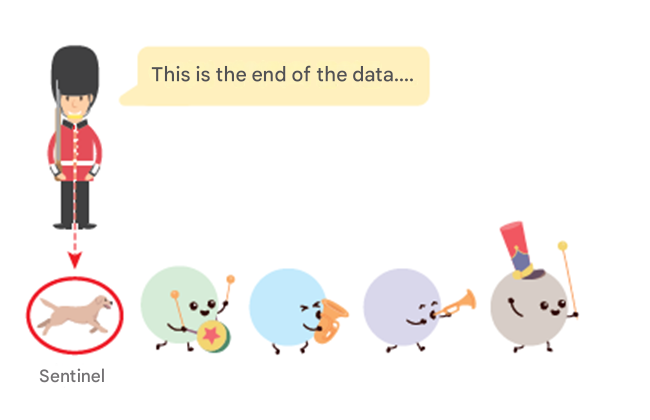 This is the end of the data....
Sentinel